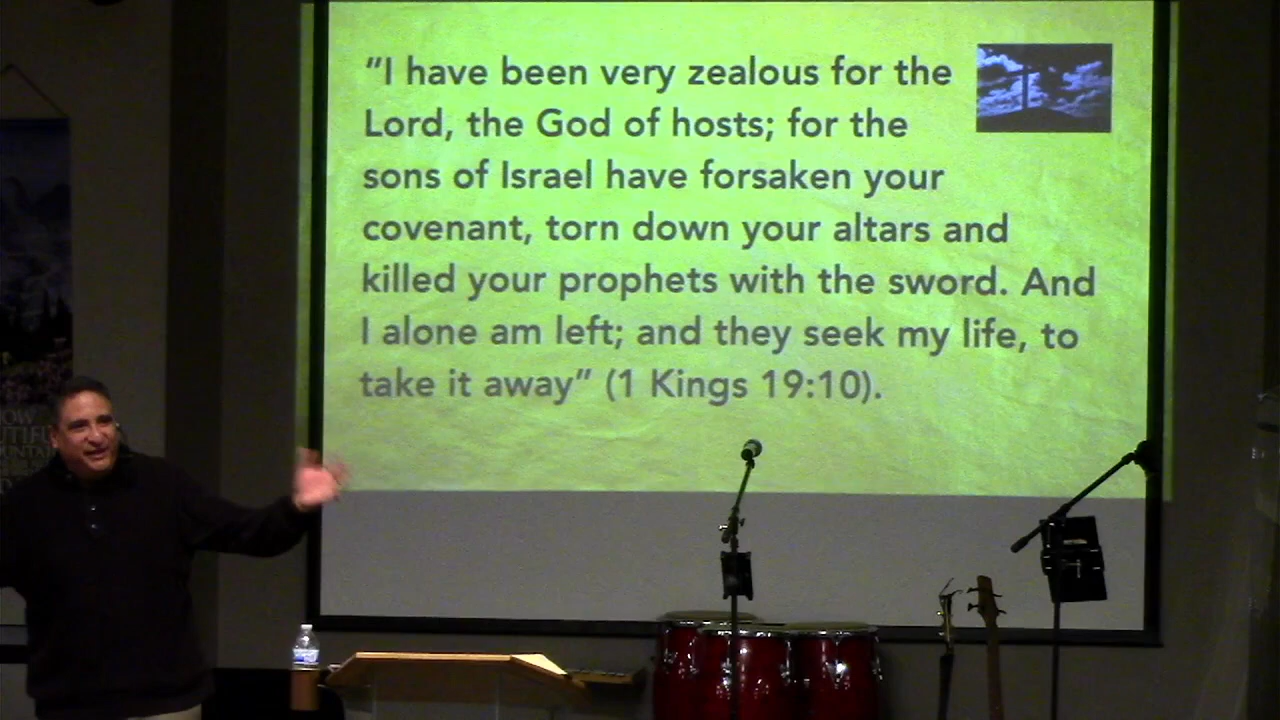 “I have been very zealous for the
Lord, the God of hosts; for the
sons of Israel have forsaken your
covenant, torn down your altars and
killed your prophets with the sword. And
I alone am left; and they seek my life, to
take it away” (1 Kings 19:10).